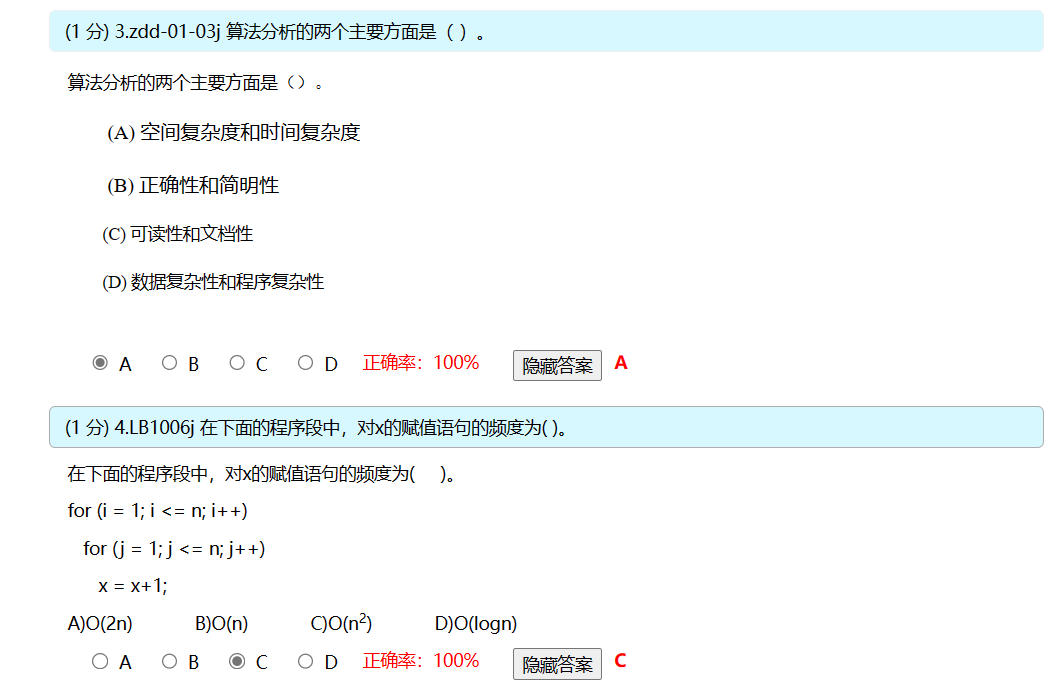 (1 分) 3.zdd-01-03j 算法分析的两个主要方面是（ ）。
算法分析的两个主要方面是（）。
(A) 空间复杂度和时间复杂度
(B) 正确性和简明性
(C) 可读性和文档性
(D) 数据复杂性和程序复杂性
A B C D 正确率：100% 隐藏答案 A
(1 分) 4.LB1006j 在下面的程序段中，对x的赋值语句的频度为( )。
在下面的程序段中，对x的赋值语句的频度为( )。
for (i = 1; i <= n; i++)
for (j = 1; j <= n; j++)
x = x+1;
A)O(2n) B)O(n) C)O(n²) D)O(logn)
A B C D 正确率：100% 隐藏答案 C